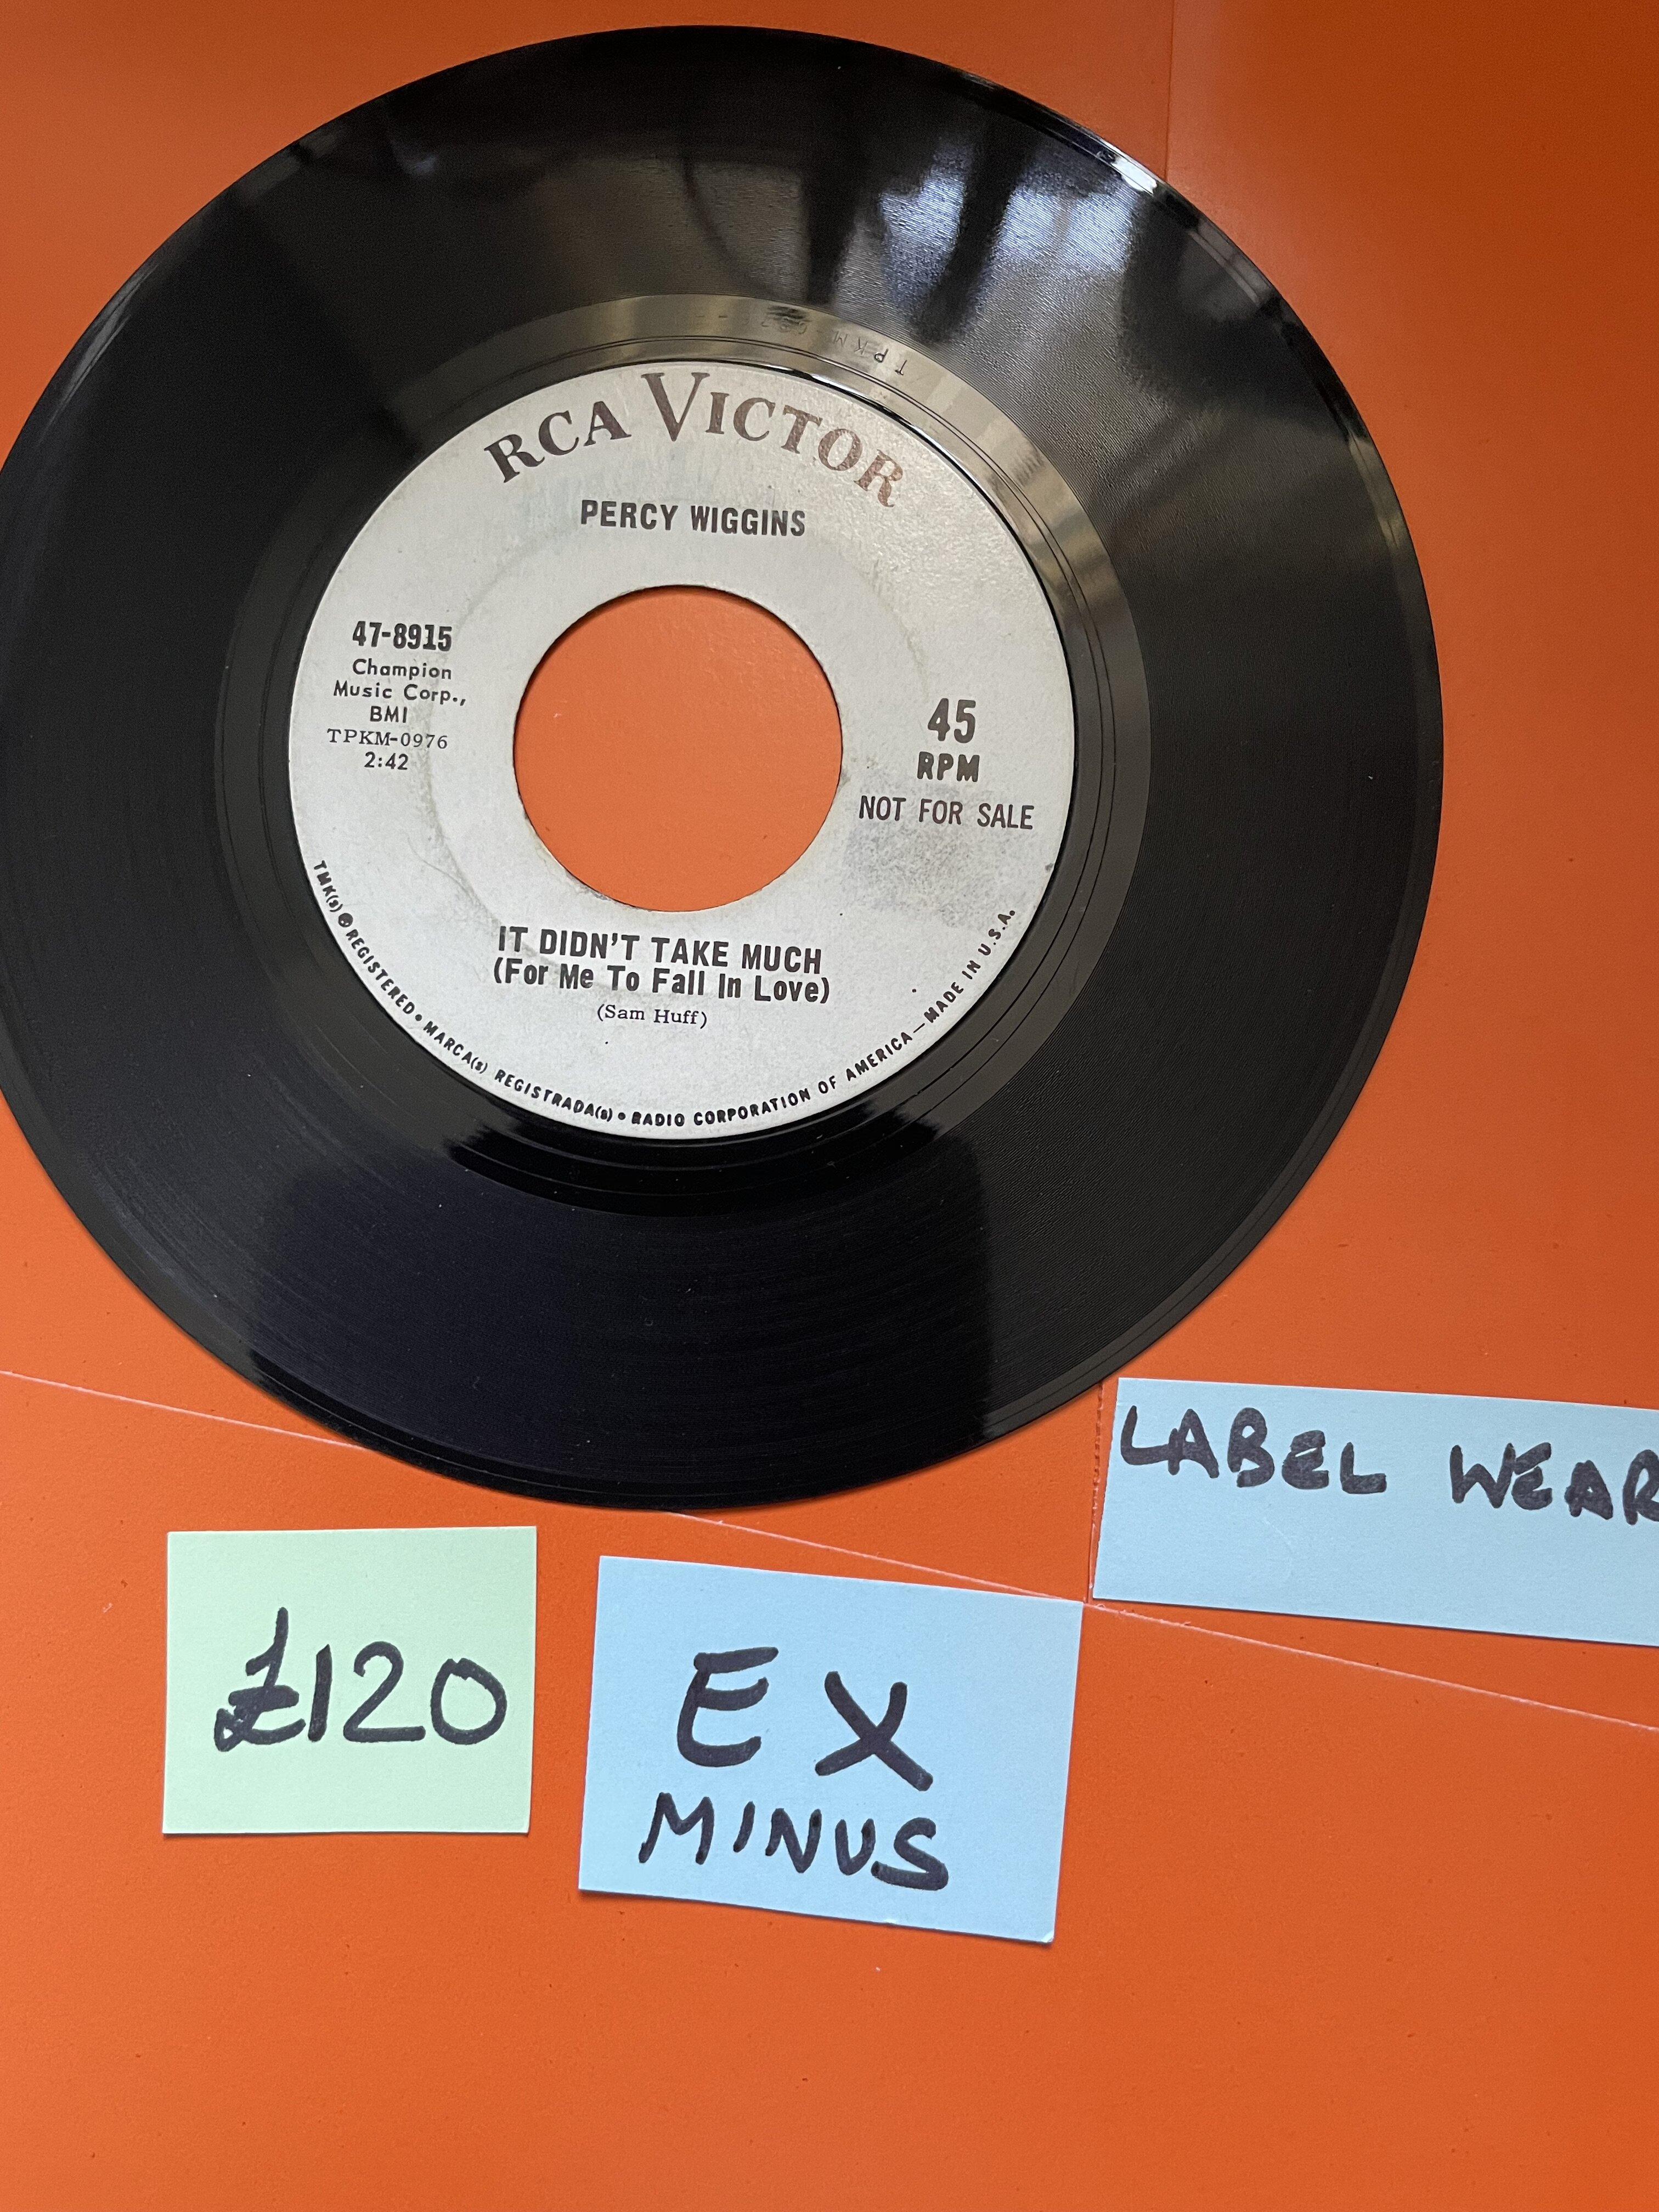 RCA VICTOR
PERCY WIGGINS
47-8915
Champion
Music Corp.,
BMI
TPKM-0976
2:42
45
RPM
NOT FOR SALE
IT DIDN'T TAKE MUCH
(For Me To Fall In Love)
(Sam Huff)
TMK(s) ® REGISTERED • MARCA(s) REGISTRADA(s) • RADIO CORPORATION OF AMERICA — MADE IN U.S.A.
LABEL WEAR
£120
EX
MINUS